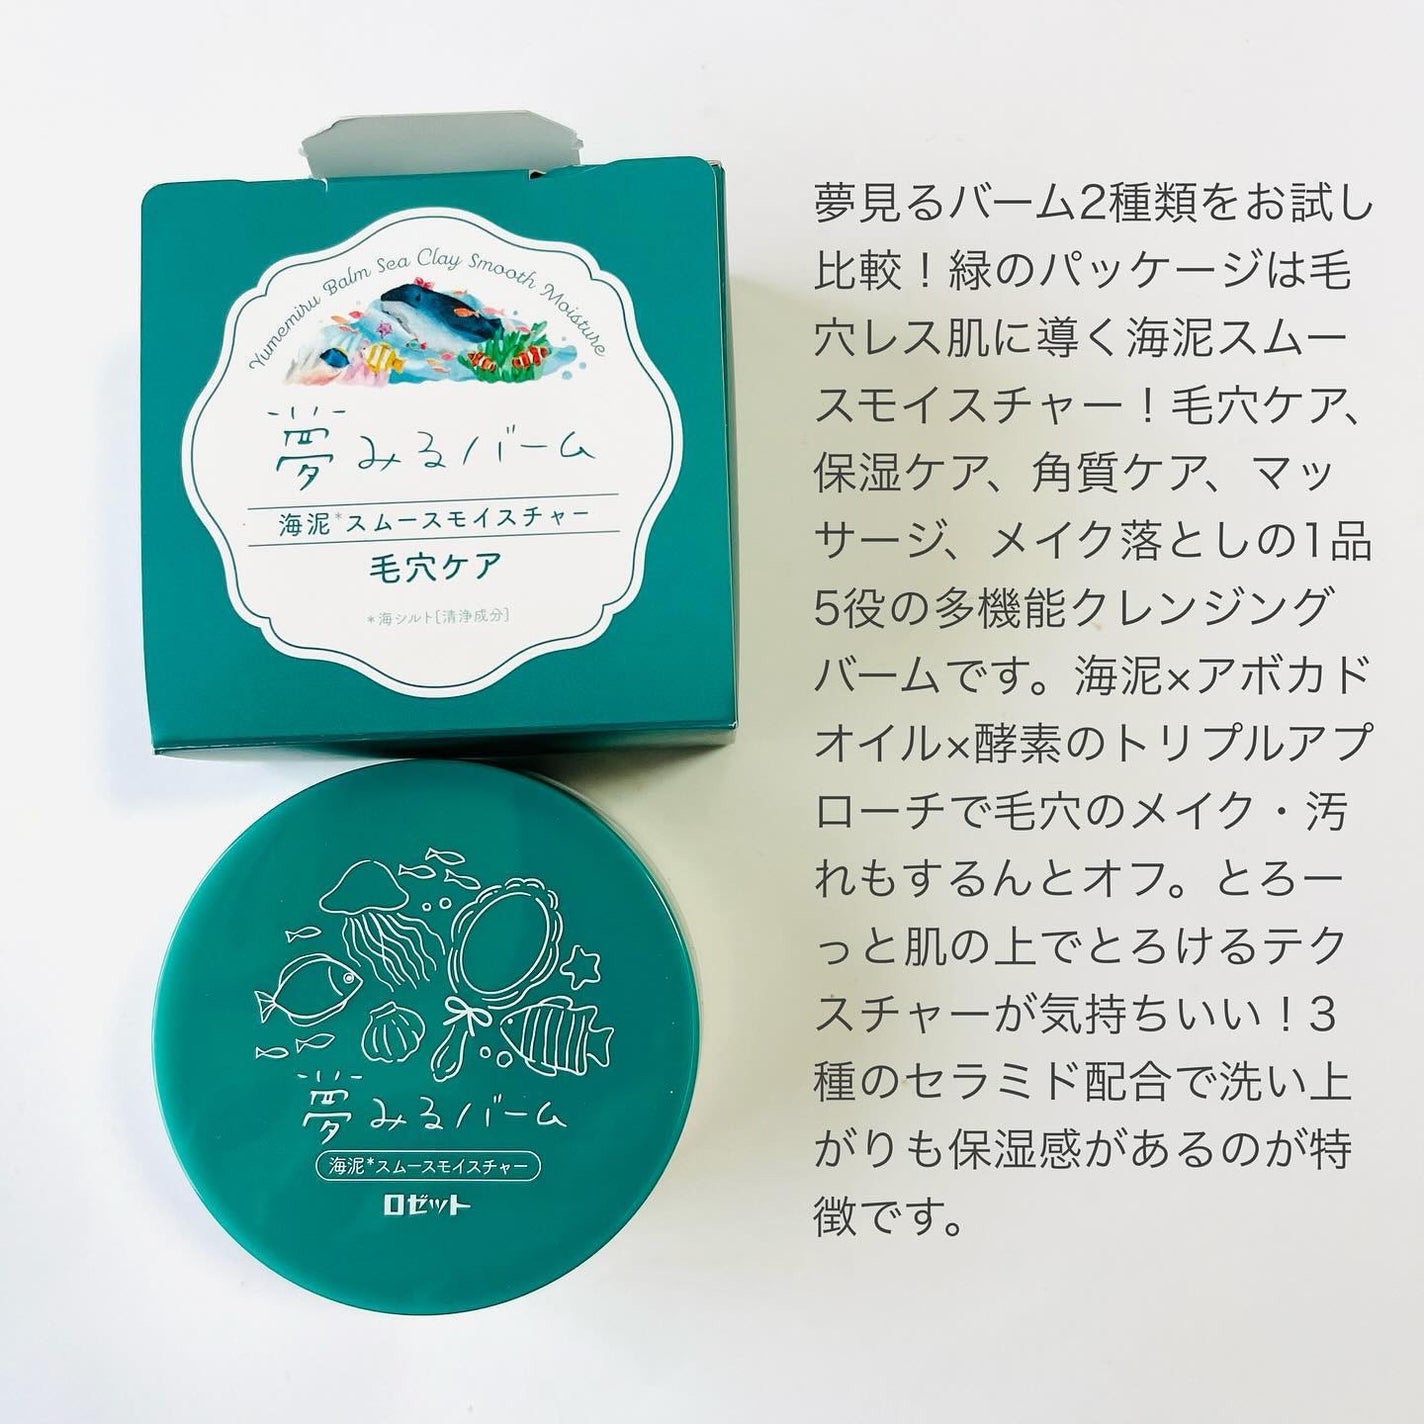 Yumemiru Balm Sea Clay Smooth Moisture
夢みるバーム
海泥*スムースモイスチャー
毛穴ケア
*海シルト[清浄成分]
夢みるバーム
海泥*スムースモイスチャー
ロゼット
夢見るバーム2種類をお試し
比較！緑のパッケージは毛
穴レス肌に導く海泥スムー
スモイスチャー！毛穴ケア、
保湿ケア、角質ケア、マッ
サージ、メイク落としの1品
5役の多機能クレンジング
バームです。海泥×アボカド
オイル×酵素のトリプルアプ
ローチで毛穴のメイク・汚
れもするんとオフ。とろー
っと肌の上でとろけるテク
スチャーが気持ちいい！3
種のセラミド配合で洗い上
がりも保湿感があるのが特
徴です。